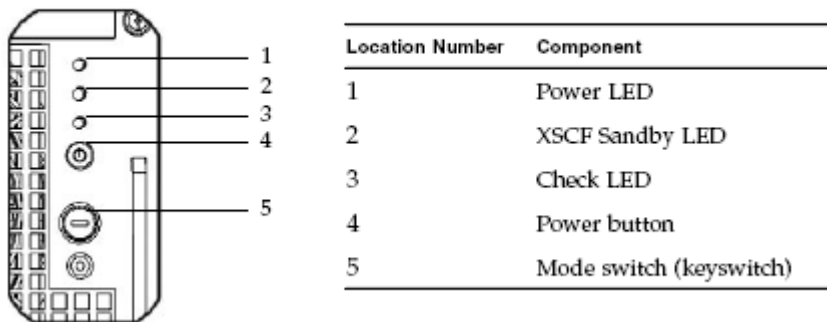 1
2
3
4
5
Location Number Component
1 Power LED
2 XSCF Sandby LED
3 Check LED
4 Power button
5 Mode switch (keyswitch)